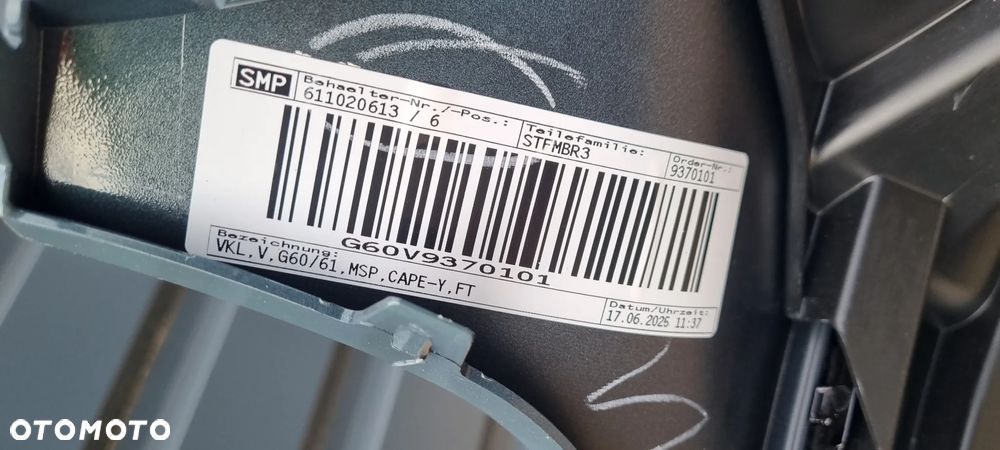 SMP
Behaelter-Nr./-Pos.:
611020613 / 6
Teilefamilie:
STFMBR3
Order-Nr.:
9370101
G60V9370101
Bezeichnung:
VKL,V,G60/61,MSP,CAPE-Y,FT
Datum/Uhrzeit:
17.06.2025 11:37
OTOMOTO